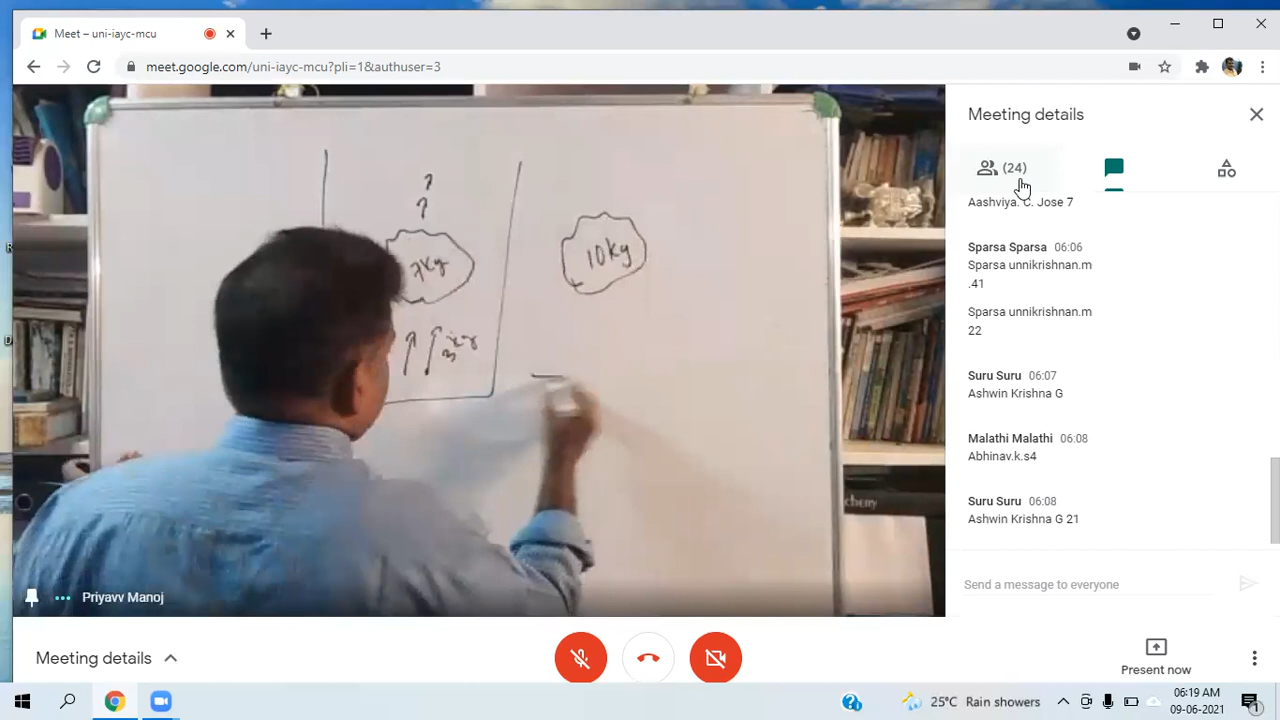 Meet – uni-iayc-mcu
meet.google.com/uni-iayc-mcu?pli=1&authuser=3
7kg
10kg
Priyavv Manoj
Meeting details
(24)
Aashviya. C. Jose 7
Sparsa Sparsa 06:06
Sparsa unnikrishnan.m
.41
Sparsa unnikrishnan.m
22
Suru Suru 06:07
Ashwin Krishna G
Malathi Malathi 06:08
Abhinav.k.s4
Suru Suru 06:08
Ashwin Krishna G 21
Send a message to everyone
Meeting details
Present now
25°C Rain showers
06:19 AM
09-06-2021
1